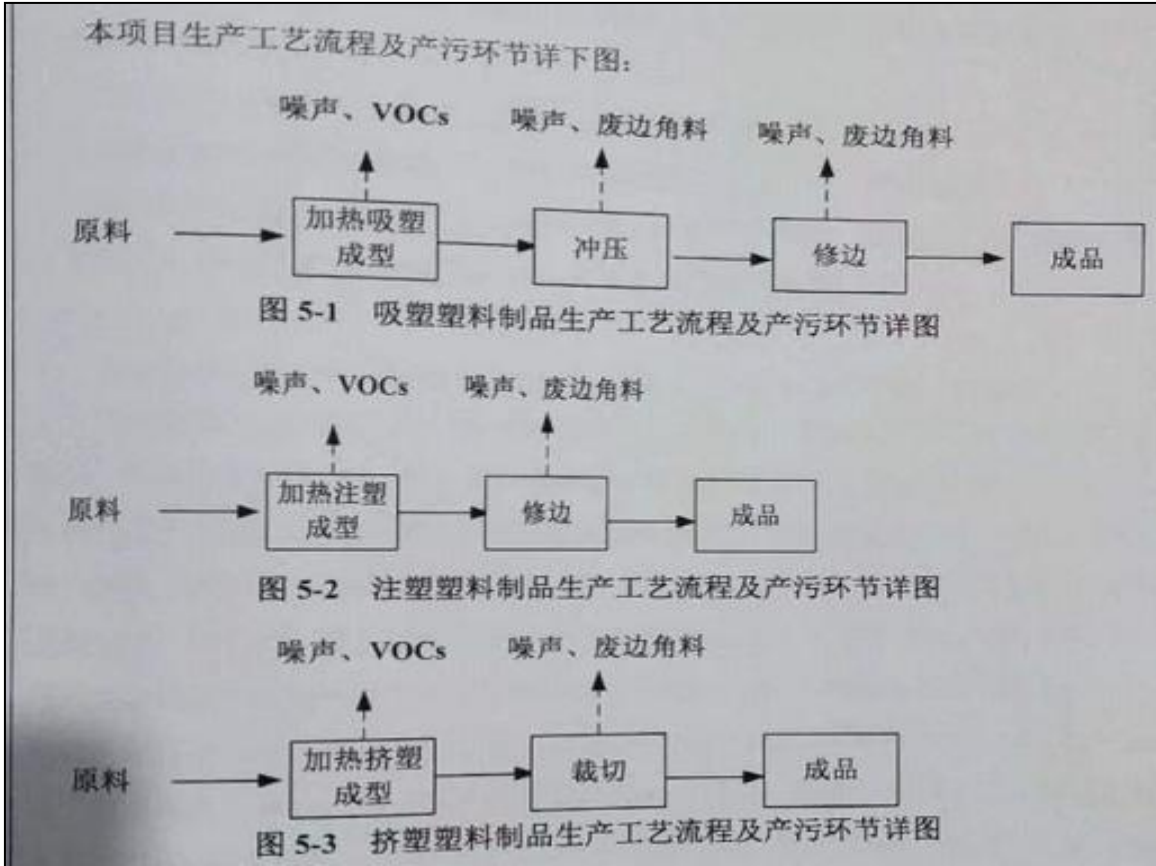 本项目生产工艺流程及产污环节详下图：
噪声、VOCs 噪声、废边角料 噪声、废边角料
原料 加热吸塑成型 冲压 修边 成品
图 5-1 吸塑塑料制品生产工艺流程及产污环节详图
噪声、VOCs 噪声、废边角料
原料 加热注塑成型 修边 成品
图 5-2 注塑塑料制品生产工艺流程及产污环节详图
噪声、VOCs 噪声、废边角料
原料 加热挤塑成型 裁切 成品
图 5-3 挤塑塑料制品生产工艺流程及产污环节详图